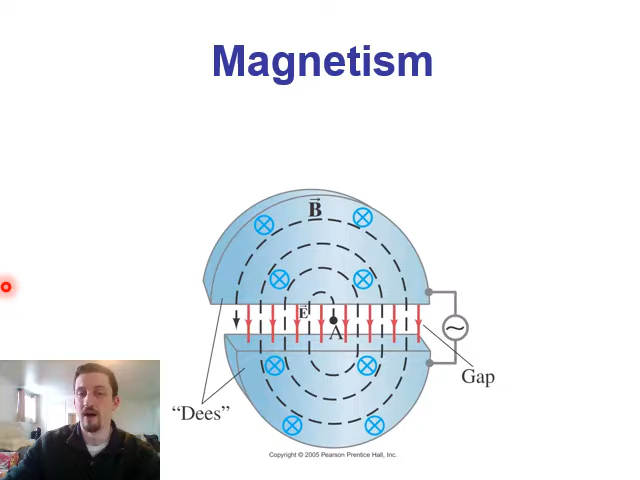 Magnetism
B
E
A
Gap
“Dees”
Copyright © 2005 Pearson Prentice Hall, Inc.